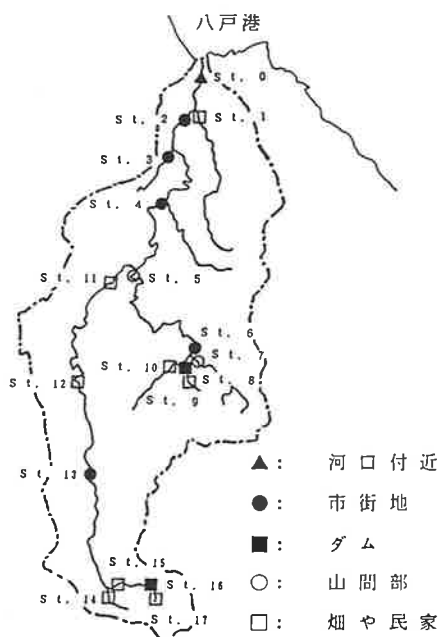 八戸港
St. 0
St. 2
St. 1
St. 3
St. 4
St. 11
St. 5
St. 6
St. 7
St. 10
St. 8
St. 12
St. 9
St. 13
St. 15
St. 16
St. 14
St. 17
▲: 河口付近
●: 市街地
■: ダム
○: 山間部
□: 畑や民家